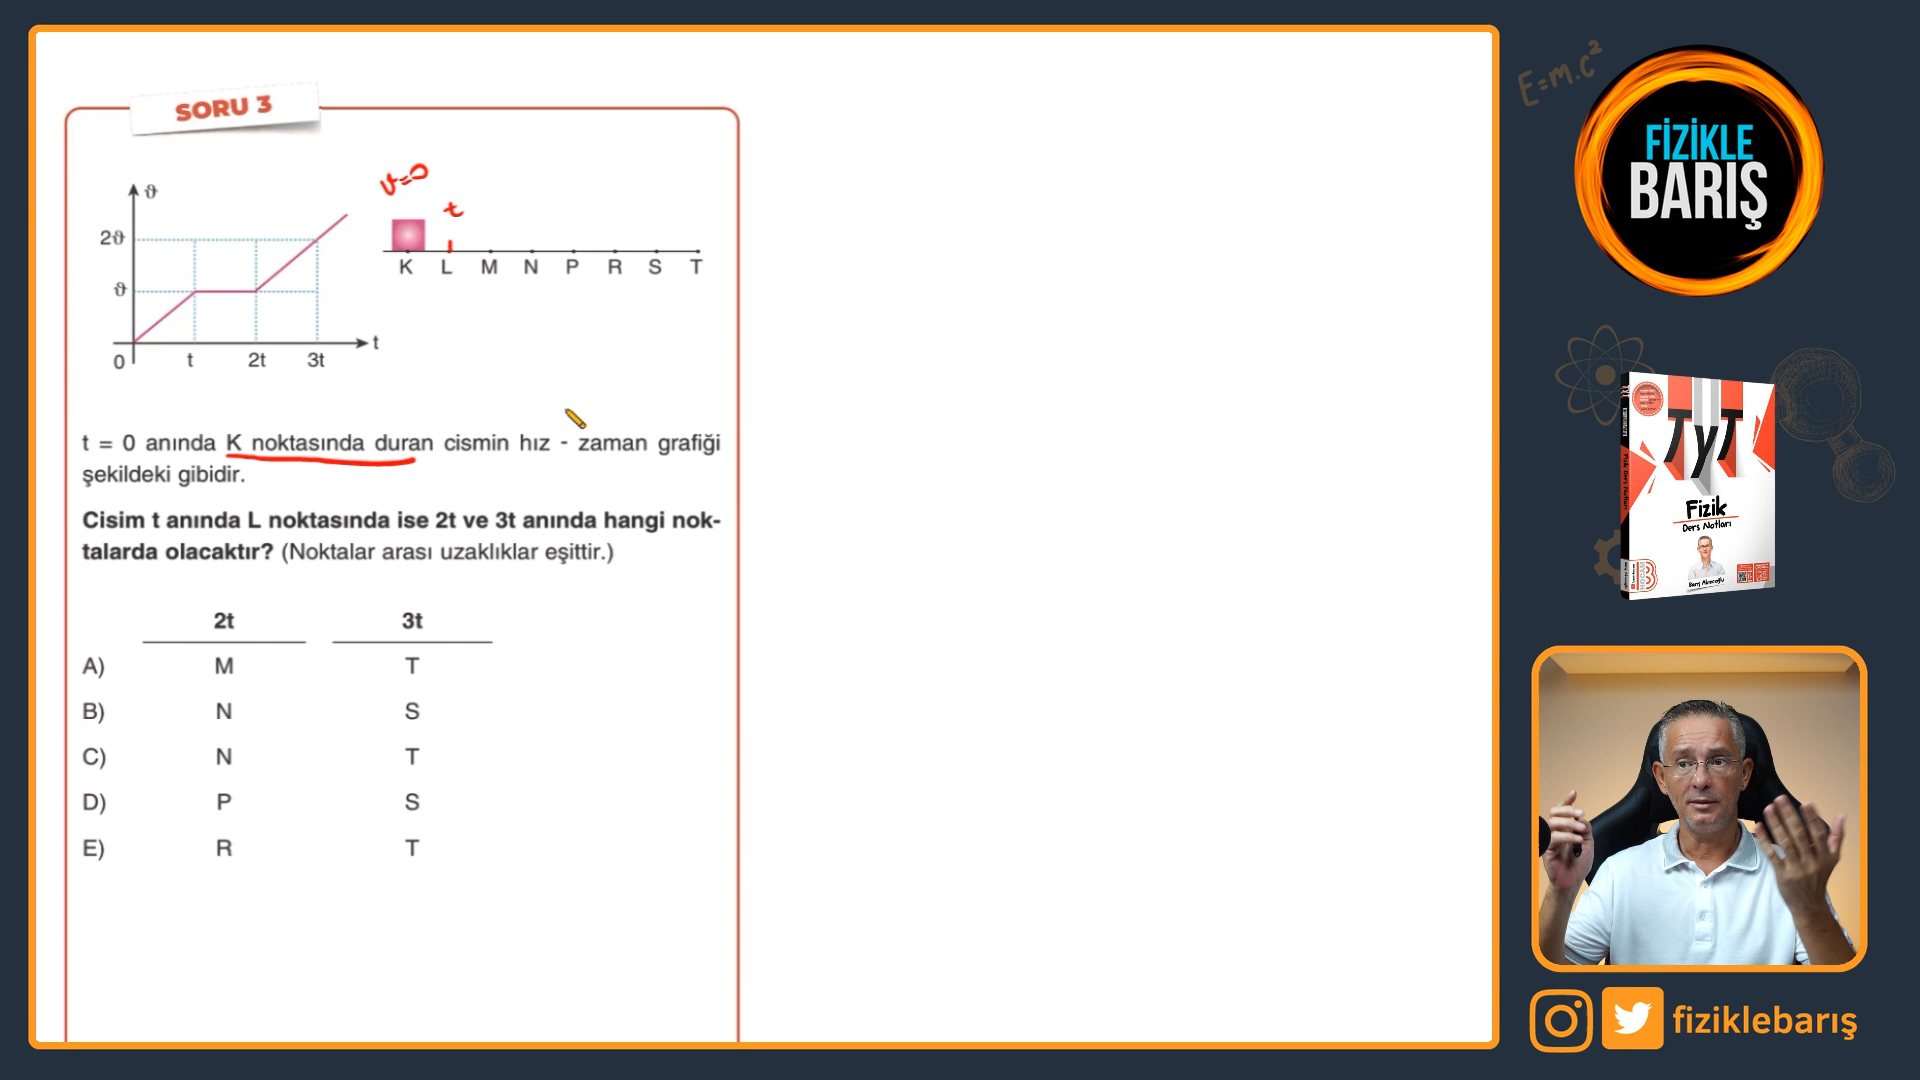 SORU 3
ϑ
2ϑ
ϑ
0
t
2t
3t
t
v=0
t
K L M N P R S T
t = 0 anında K noktasında duran cismin hız - zaman grafiği
şekildeki gibidir.
Cisim t anında L noktasında ise 2t ve 3t anında hangi nok-
talarda olacaktır? (Noktalar arası uzaklıklar eşittir.)
2t 3t
A) M T
B) N S
C) N T
D) P S
E) R T
E=m.c²
FİZİKLE
BARIŞ
TYT
Fizik
Ders Notları
fiziklebarış